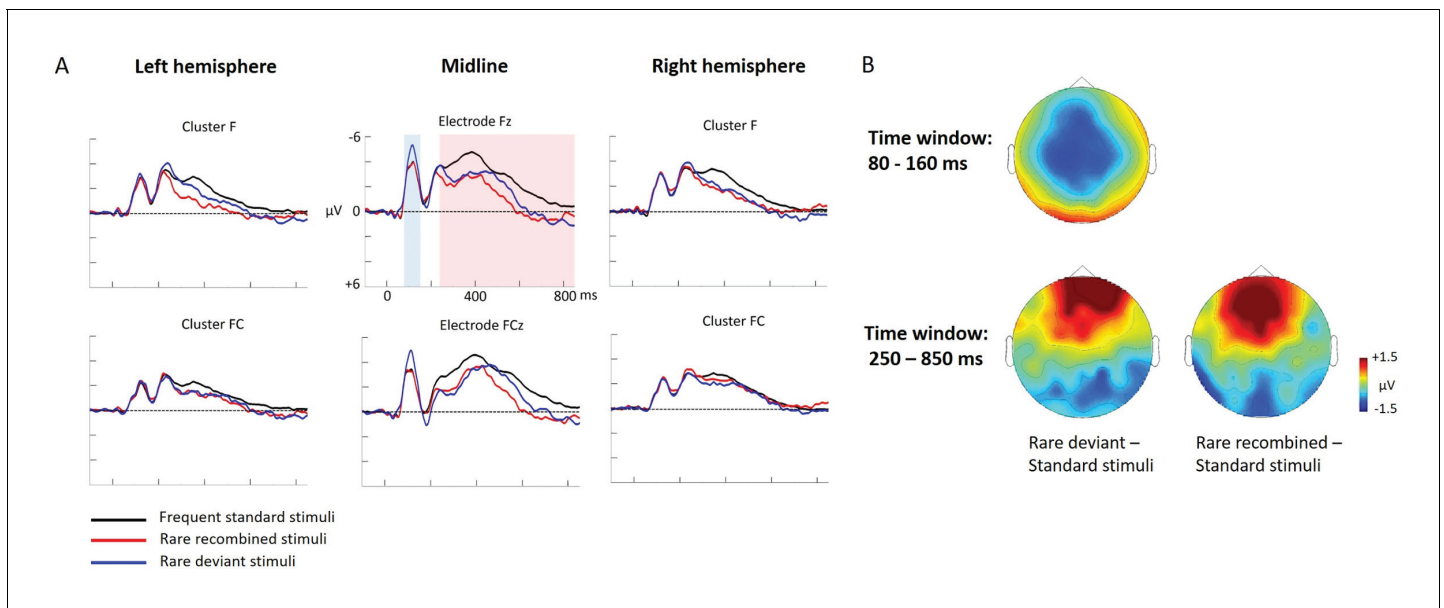 A
Left hemisphere
Midline
Right hemisphere
Cluster F
Electrode Fz
Cluster F
-6
μV
0
+6
0
400
800 ms
Cluster FC
Electrode FCz
Cluster FC
Frequent standard stimuli
Rare recombined stimuli
Rare deviant stimuli
B
Time window:
80 - 160 ms
Time window:
250 – 850 ms
+1.5
μV
-1.5
Rare deviant –
Standard stimuli
Rare recombined –
Standard stimuli